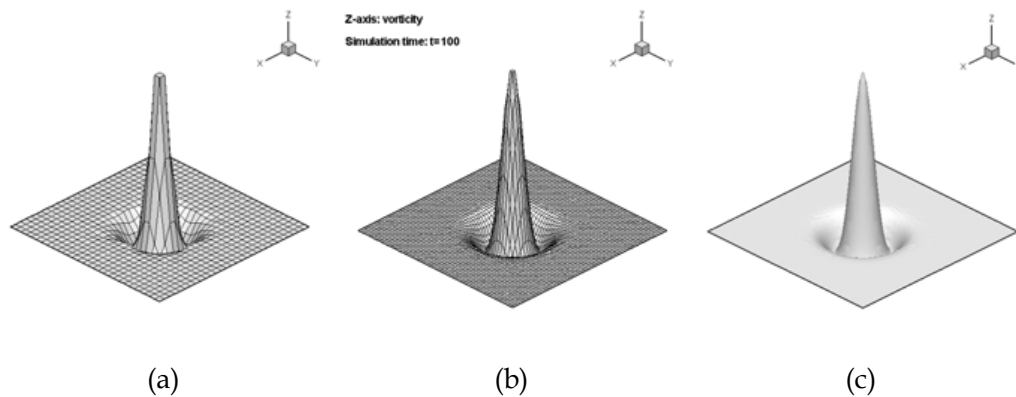 Z
X
Y
Z-axis: vorticity
Simulation time: t=100
Z
X
Y
Z
X
(a)
(b)
(c)